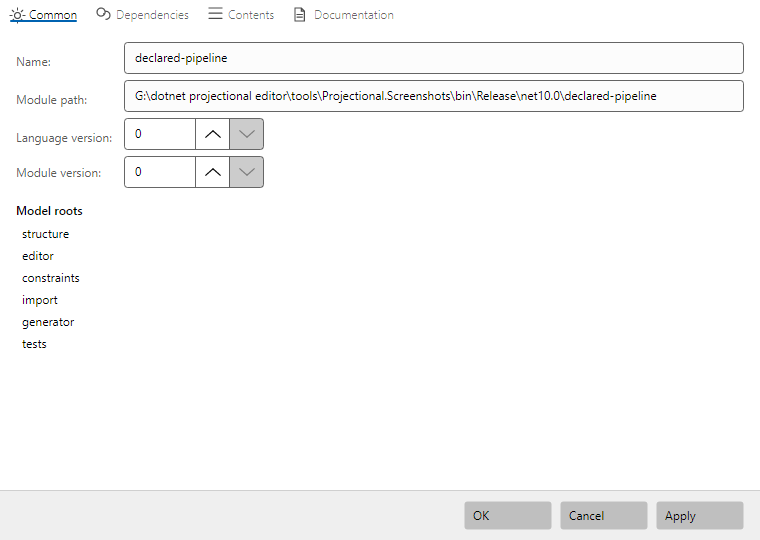 Common Dependencies Contents Documentation
Name: declared-pipeline
Module path: G:\dotnet projectional editor\tools\Projectional.Screenshots\bin\Release\net10.0\declared-pipeline
Language version: 0
Module version: 0
Model roots
structure
editor
constraints
import
generator
tests
OK Cancel Apply